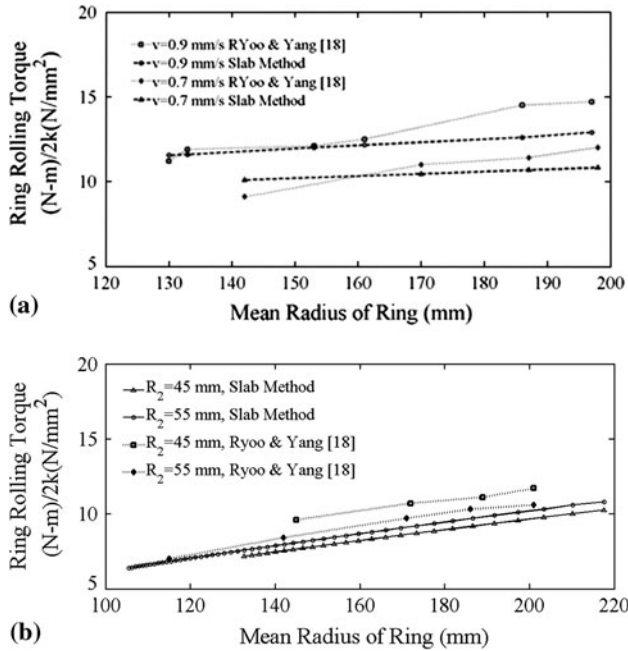 20
15
10
5
120 130 140 150 160 170 180 190 200
Ring Rolling Torque
(N-m)/2k(N/mm²)
v=0.9 mm/s RYoo & Yang [18]
v=0.9 mm/s Slab Method
v=0.7 mm/s RYoo & Yang [18]
v=0.7 mm/s Slab Method
Mean Radius of Ring (mm)
(a)
20
15
10
5
100 120 140 160 180 200 220
Ring Rolling Torque
(N-m)/2k(N/mm²)
R₂=45 mm, Slab Method
R₂=55 mm, Slab Method
R₂=45 mm, Ryoo & Yang [18]
R₂=55 mm, Ryoo & Yang [18]
Mean Radius of Ring (mm)
(b)